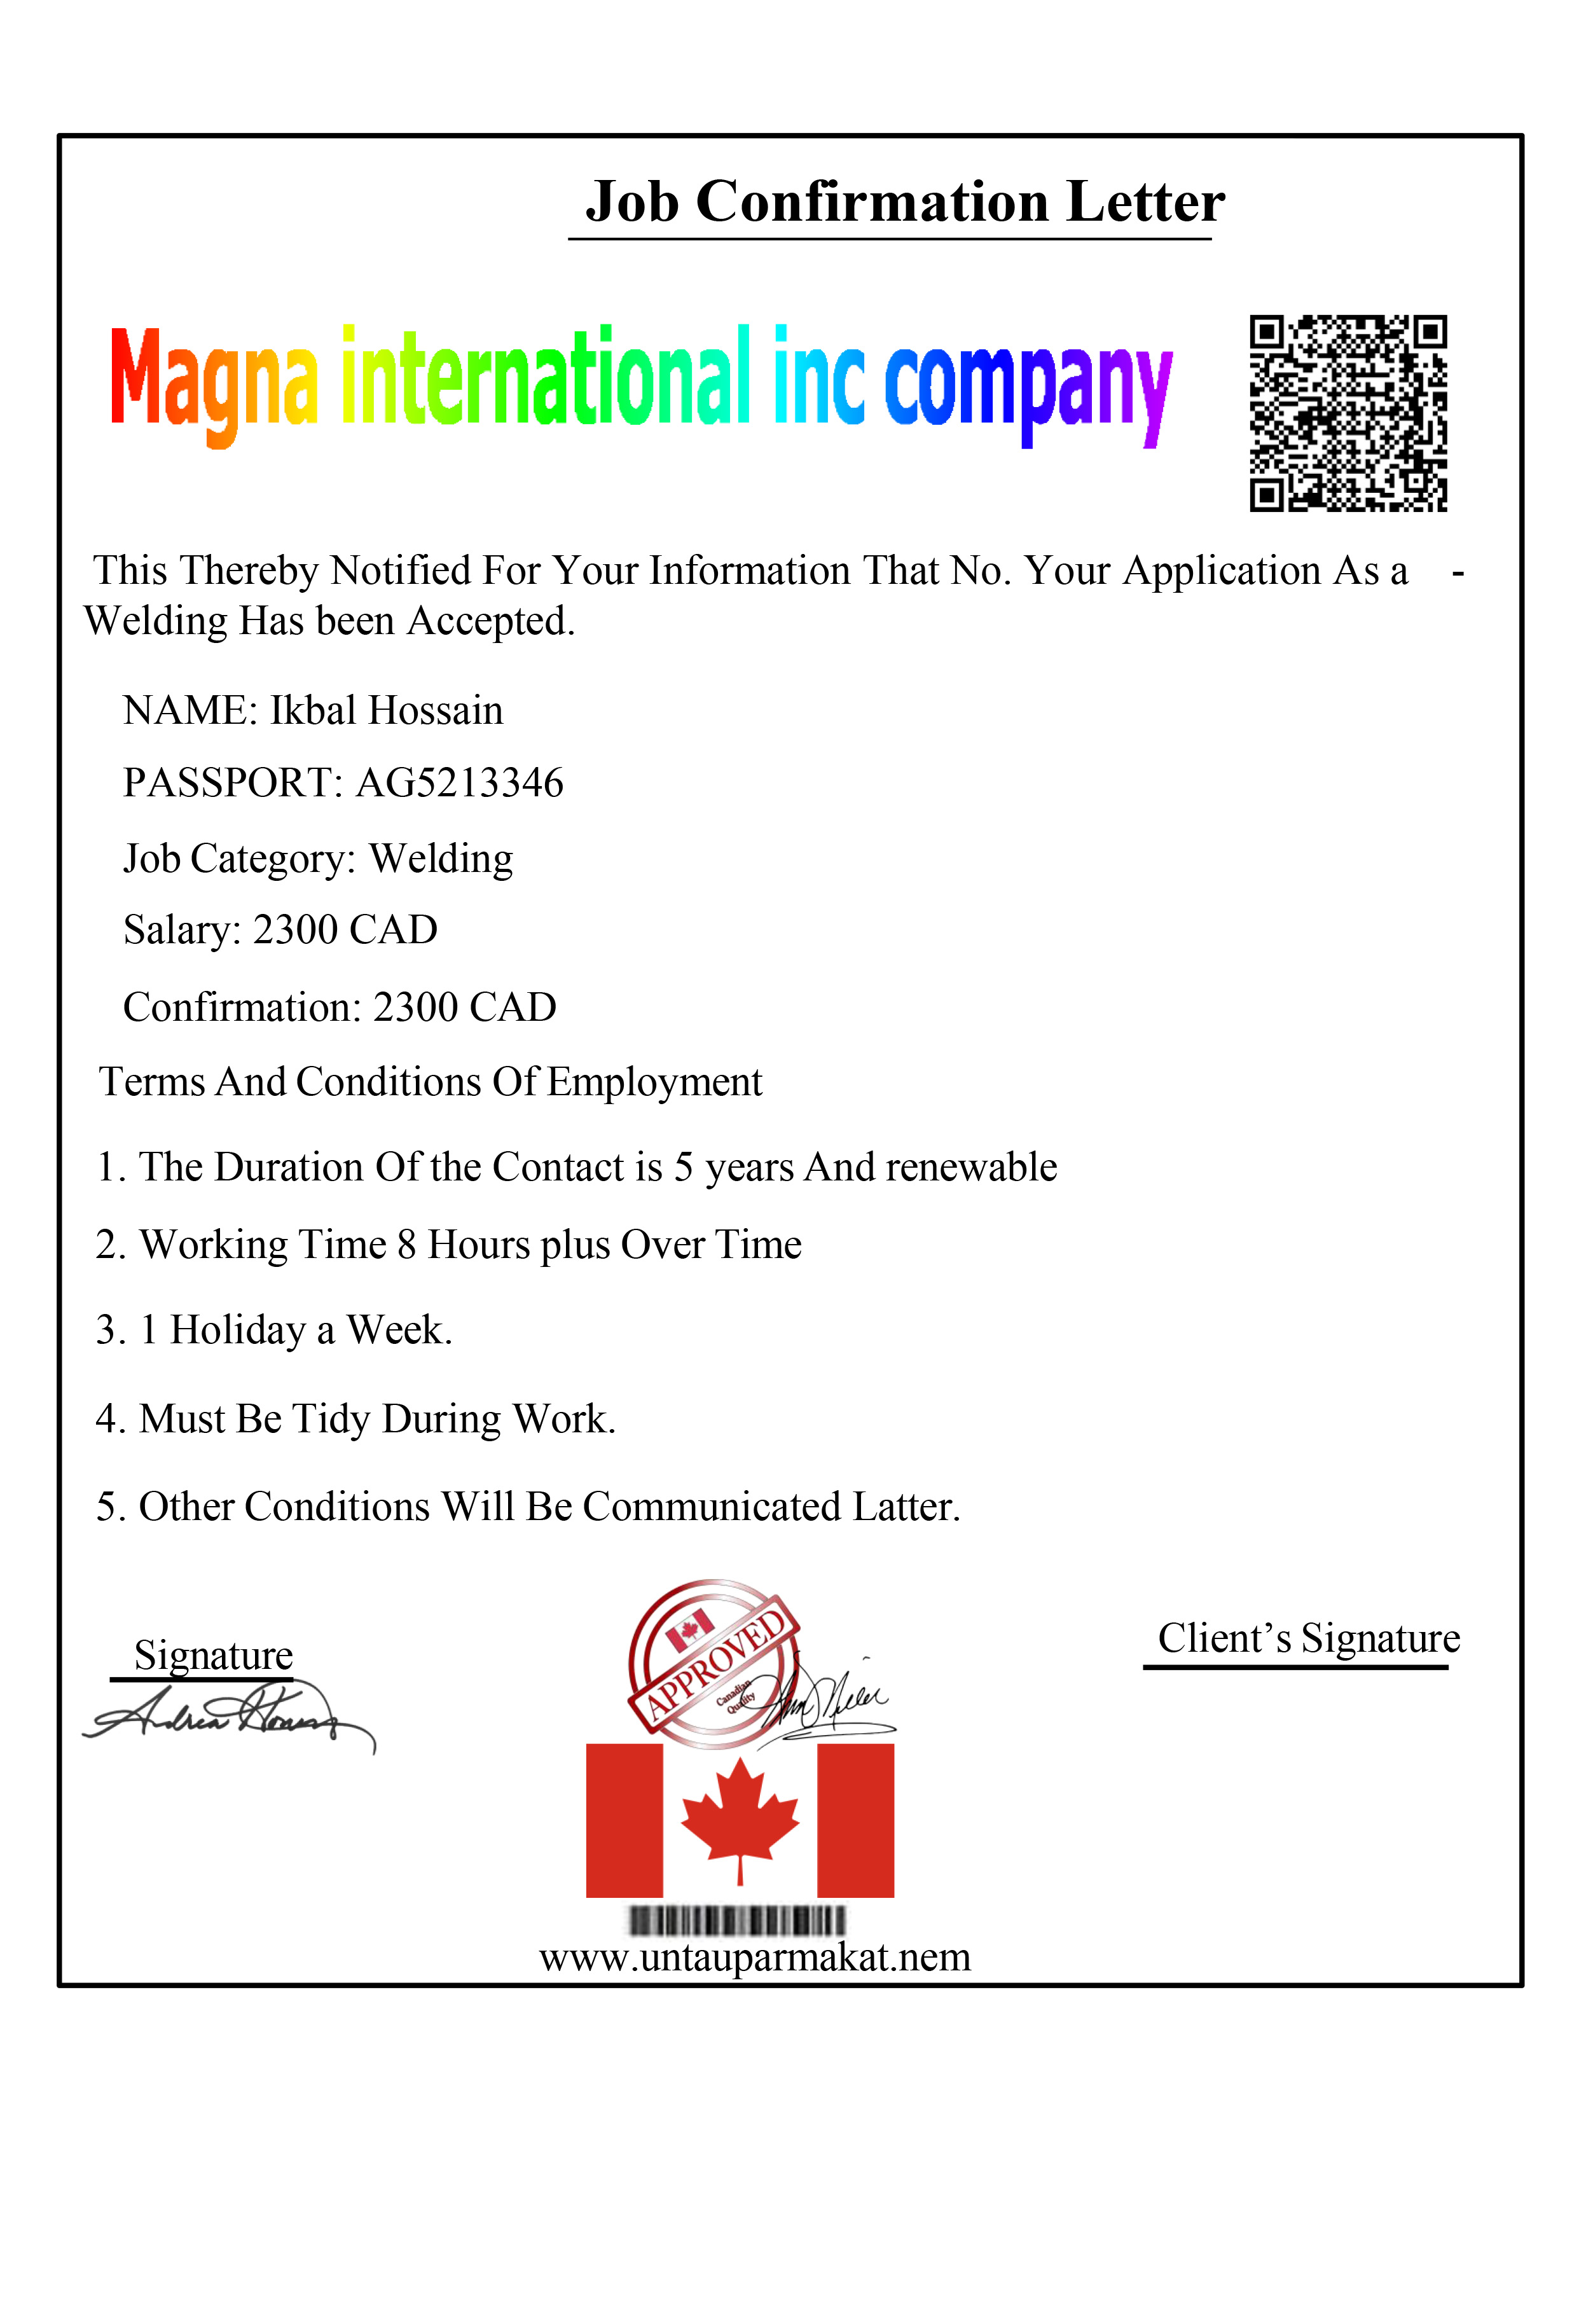 Job Confirmation Letter
Magna international inc company
This Thereby Notified For Your Information That No. Your Application As a -
Welding Has been Accepted.
NAME: Ikbal Hossain
PASSPORT: AG5213346
Job Category: Welding
Salary: 2300 CAD
Confirmation: 2300 CAD
Terms And Conditions Of Employment
1. The Duration Of the Contact is 5 years And renewable
2. Working Time 8 Hours plus Over Time
3. 1 Holiday a Week.
4. Must Be Tidy During Work.
5. Other Conditions Will Be Communicated Latter.
Signature
Client’s Signature
APPROVED
Canadian
Quality
www.untauparmakat.nem